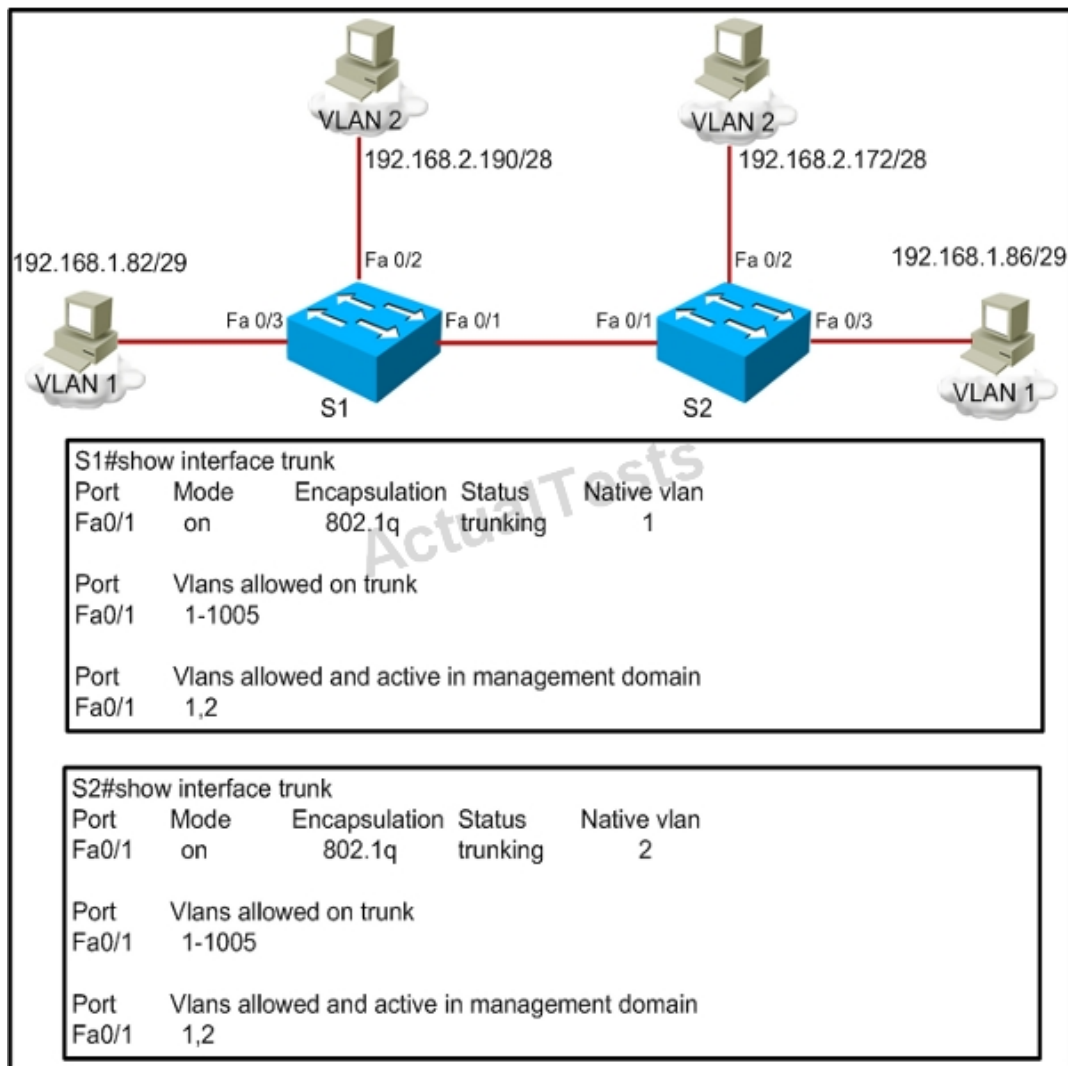 VLAN 2
VLAN 2
192.168.2.190/28
192.168.2.172/28
192.168.1.82/29
Fa 0/2
Fa 0/2
192.168.1.86/29
Fa 0/3
Fa 0/1
Fa 0/1
Fa 0/3
VLAN 1
S1
S2
VLAN 1
ActualTests
S1#show interface trunk
Port Mode Encapsulation Status Native vlan
Fa0/1 on 802.1q trunking 1
Port Vlans allowed on trunk
Fa0/1 1-1005
Port Vlans allowed and active in management domain
Fa0/1 1,2
S2#show interface trunk
Port Mode Encapsulation Status Native vlan
Fa0/1 on 802.1q trunking 2
Port Vlans allowed on trunk
Fa0/1 1-1005
Port Vlans allowed and active in management domain
Fa0/1 1,2